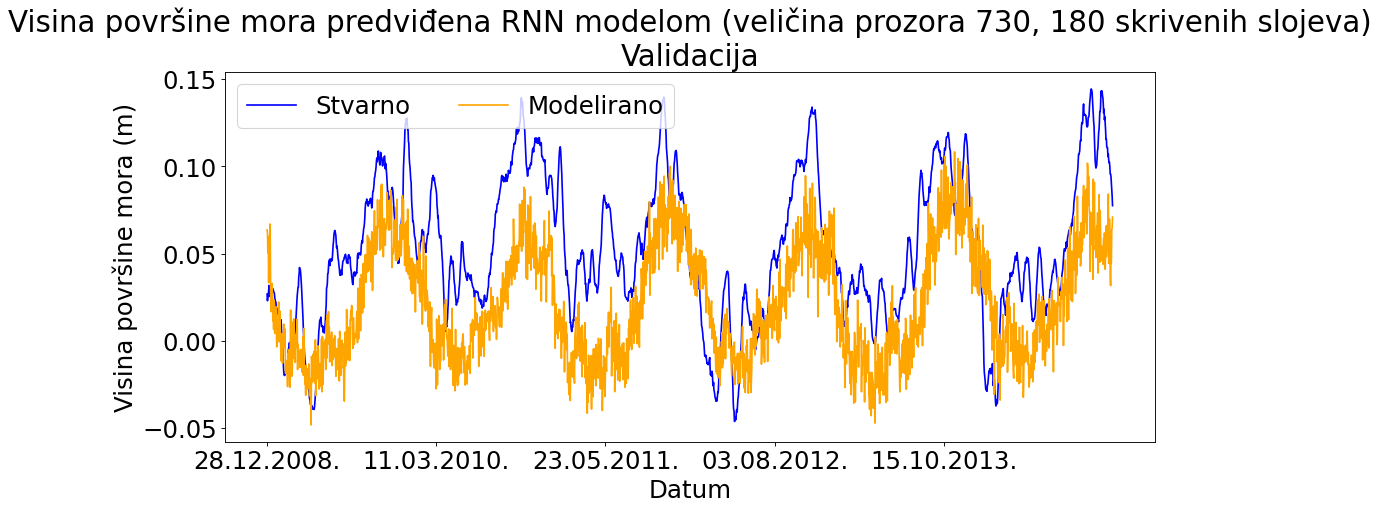 Visina površine mora predviđena RNN modelom (veličina prozora 730, 180 skrivenih slojeva)
Validacija
Stvarno
Modelirano
Visina površine mora (m)
0.15
0.10
0.05
0.00
−0.05
28.12.2008.
11.03.2010.
23.05.2011.
03.08.2012.
15.10.2013.
Datum